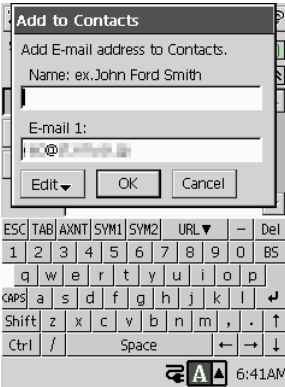 Add to Contacts
Add E-mail address to Contacts.
Name: ex.John Ford Smith
E-mail 1:
@
Edit OK Cancel
ESC TAB AXNT SYM1 SYM2 URL▼ − Del
1 2 3 4 5 6 7 8 9 0 BS
q w e r t y u i o p
CAPS a s d f g h j k l ↵
Shift z x c v b n m , . ↑
Ctrl / Space ← → ↓
A 6:41AM